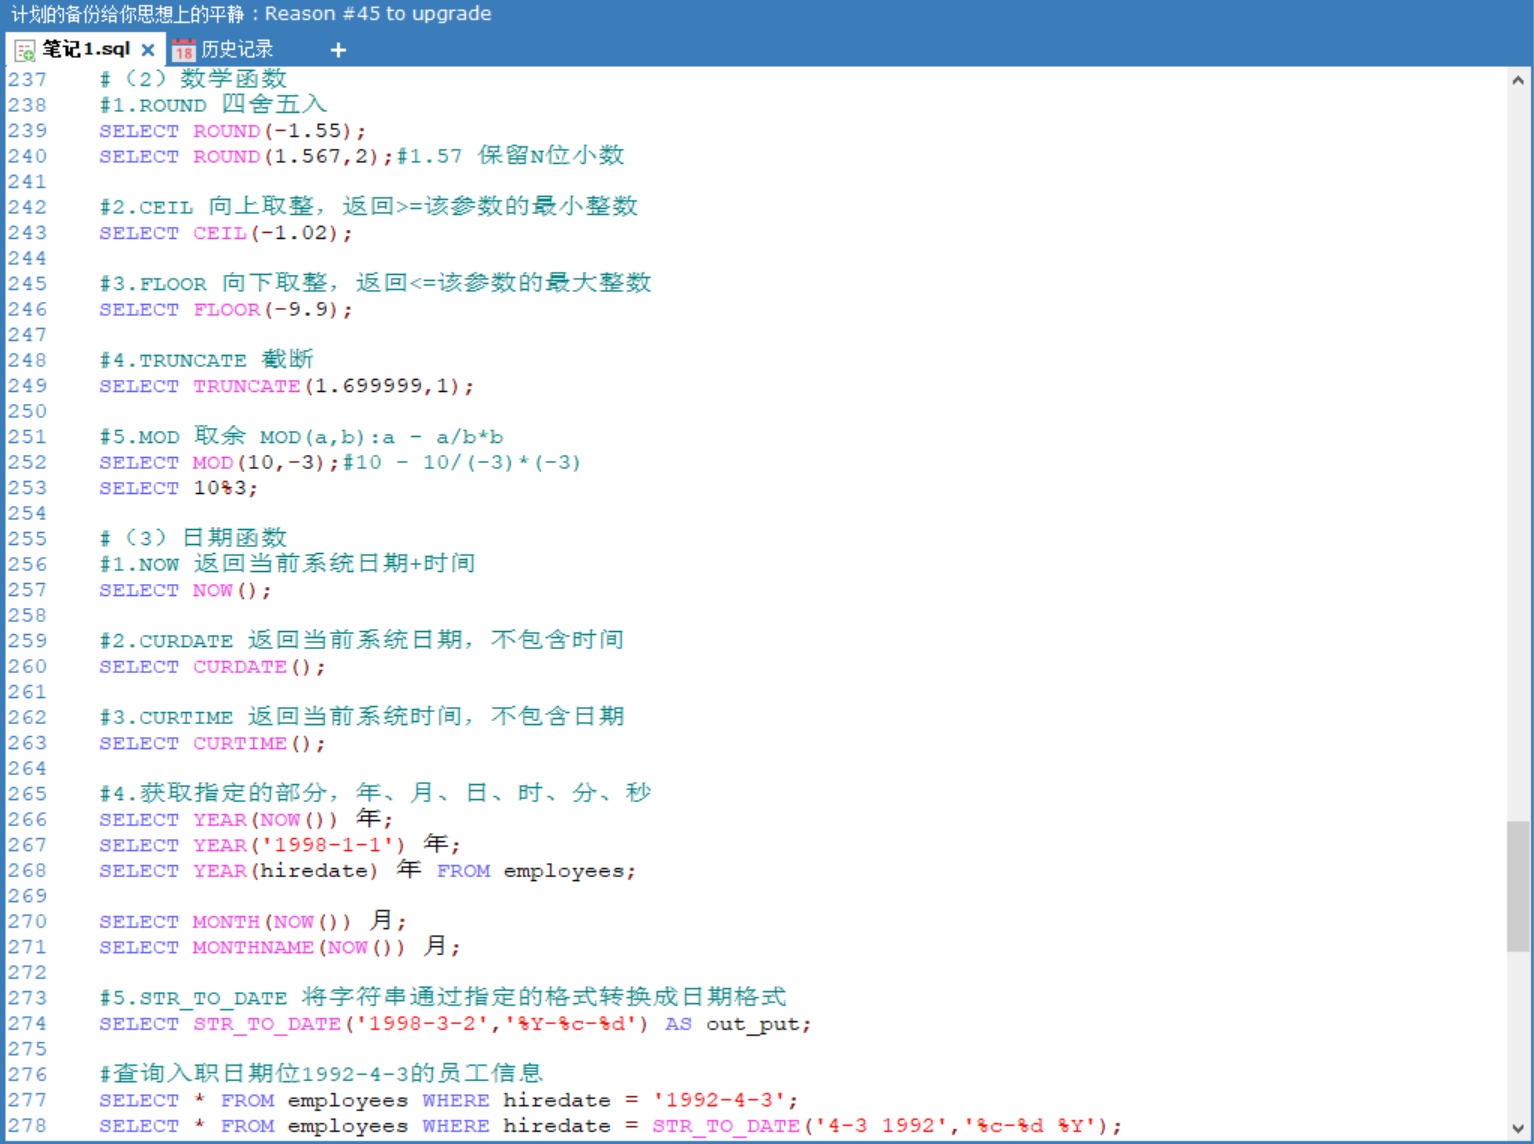 计划的备份给你思想上的平静：Reason #45 to upgrade
笔记1.sql × 18 历史记录 +
237 #（2）数学函数
238 #1.ROUND 四舍五入
239 SELECT ROUND(-1.55);
240 SELECT ROUND(1.567,2);#1.57 保留N位小数
241
242 #2.CEIL 向上取整，返回>=该参数的最小整数
243 SELECT CEIL(-1.02);
244
245 #3.FLOOR 向下取整，返回<=该参数的最大整数
246 SELECT FLOOR(-9.9);
247
248 #4.TRUNCATE 截断
249 SELECT TRUNCATE(1.699999,1);
250
251 #5.MOD 取余 MOD(a,b):a - a/b*b
252 SELECT MOD(10,-3);#10 - 10/(-3)*(-3)
253 SELECT 10%3;
254
255 #（3）日期函数
256 #1.NOW 返回当前系统日期+时间
257 SELECT NOW();
258
259 #2.CURDATE 返回当前系统日期，不包含时间
260 SELECT CURDATE();
261
262 #3.CURTIME 返回当前系统时间，不包含日期
263 SELECT CURTIME();
264
265 #4.获取指定的部分，年、月、日、时、分、秒
266 SELECT YEAR(NOW()) 年;
267 SELECT YEAR('1998-1-1') 年;
268 SELECT YEAR(hiredate) 年 FROM employees;
269
270 SELECT MONTH(NOW()) 月;
271 SELECT MONTHNAME(NOW()) 月;
272
273 #5.STR_TO_DATE 将字符串通过指定的格式转换成日期格式
274 SELECT STR_TO_DATE('1998-3-2','%Y-%c-%d') AS out_put;
275
276 #查询入职日期位1992-4-3的员工信息
277 SELECT * FROM employees WHERE hiredate = '1992-4-3';
278 SELECT * FROM employees WHERE hiredate = STR_TO_DATE('4-3 1992','%c-%d %Y');